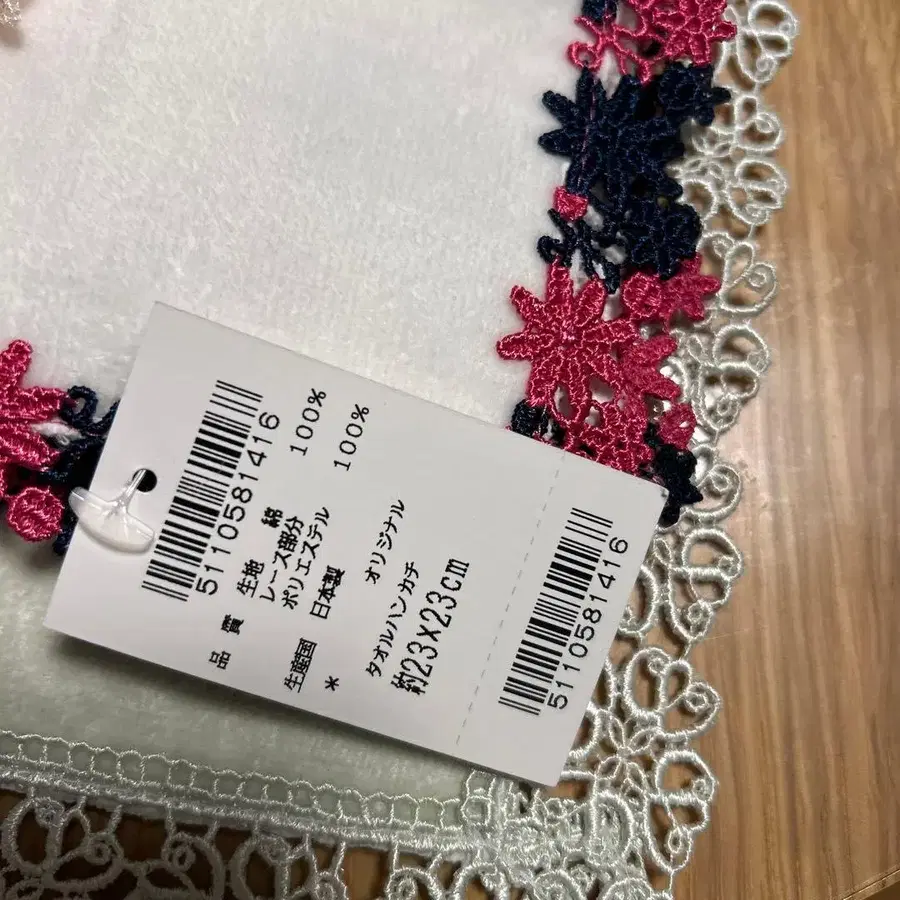 5110581416
品質 生地 綿 100%
レース部分
ポリエステル 100%
生産国 日本製
*
オリジナル
タオルハンカチ
約23×23cm
5110581416